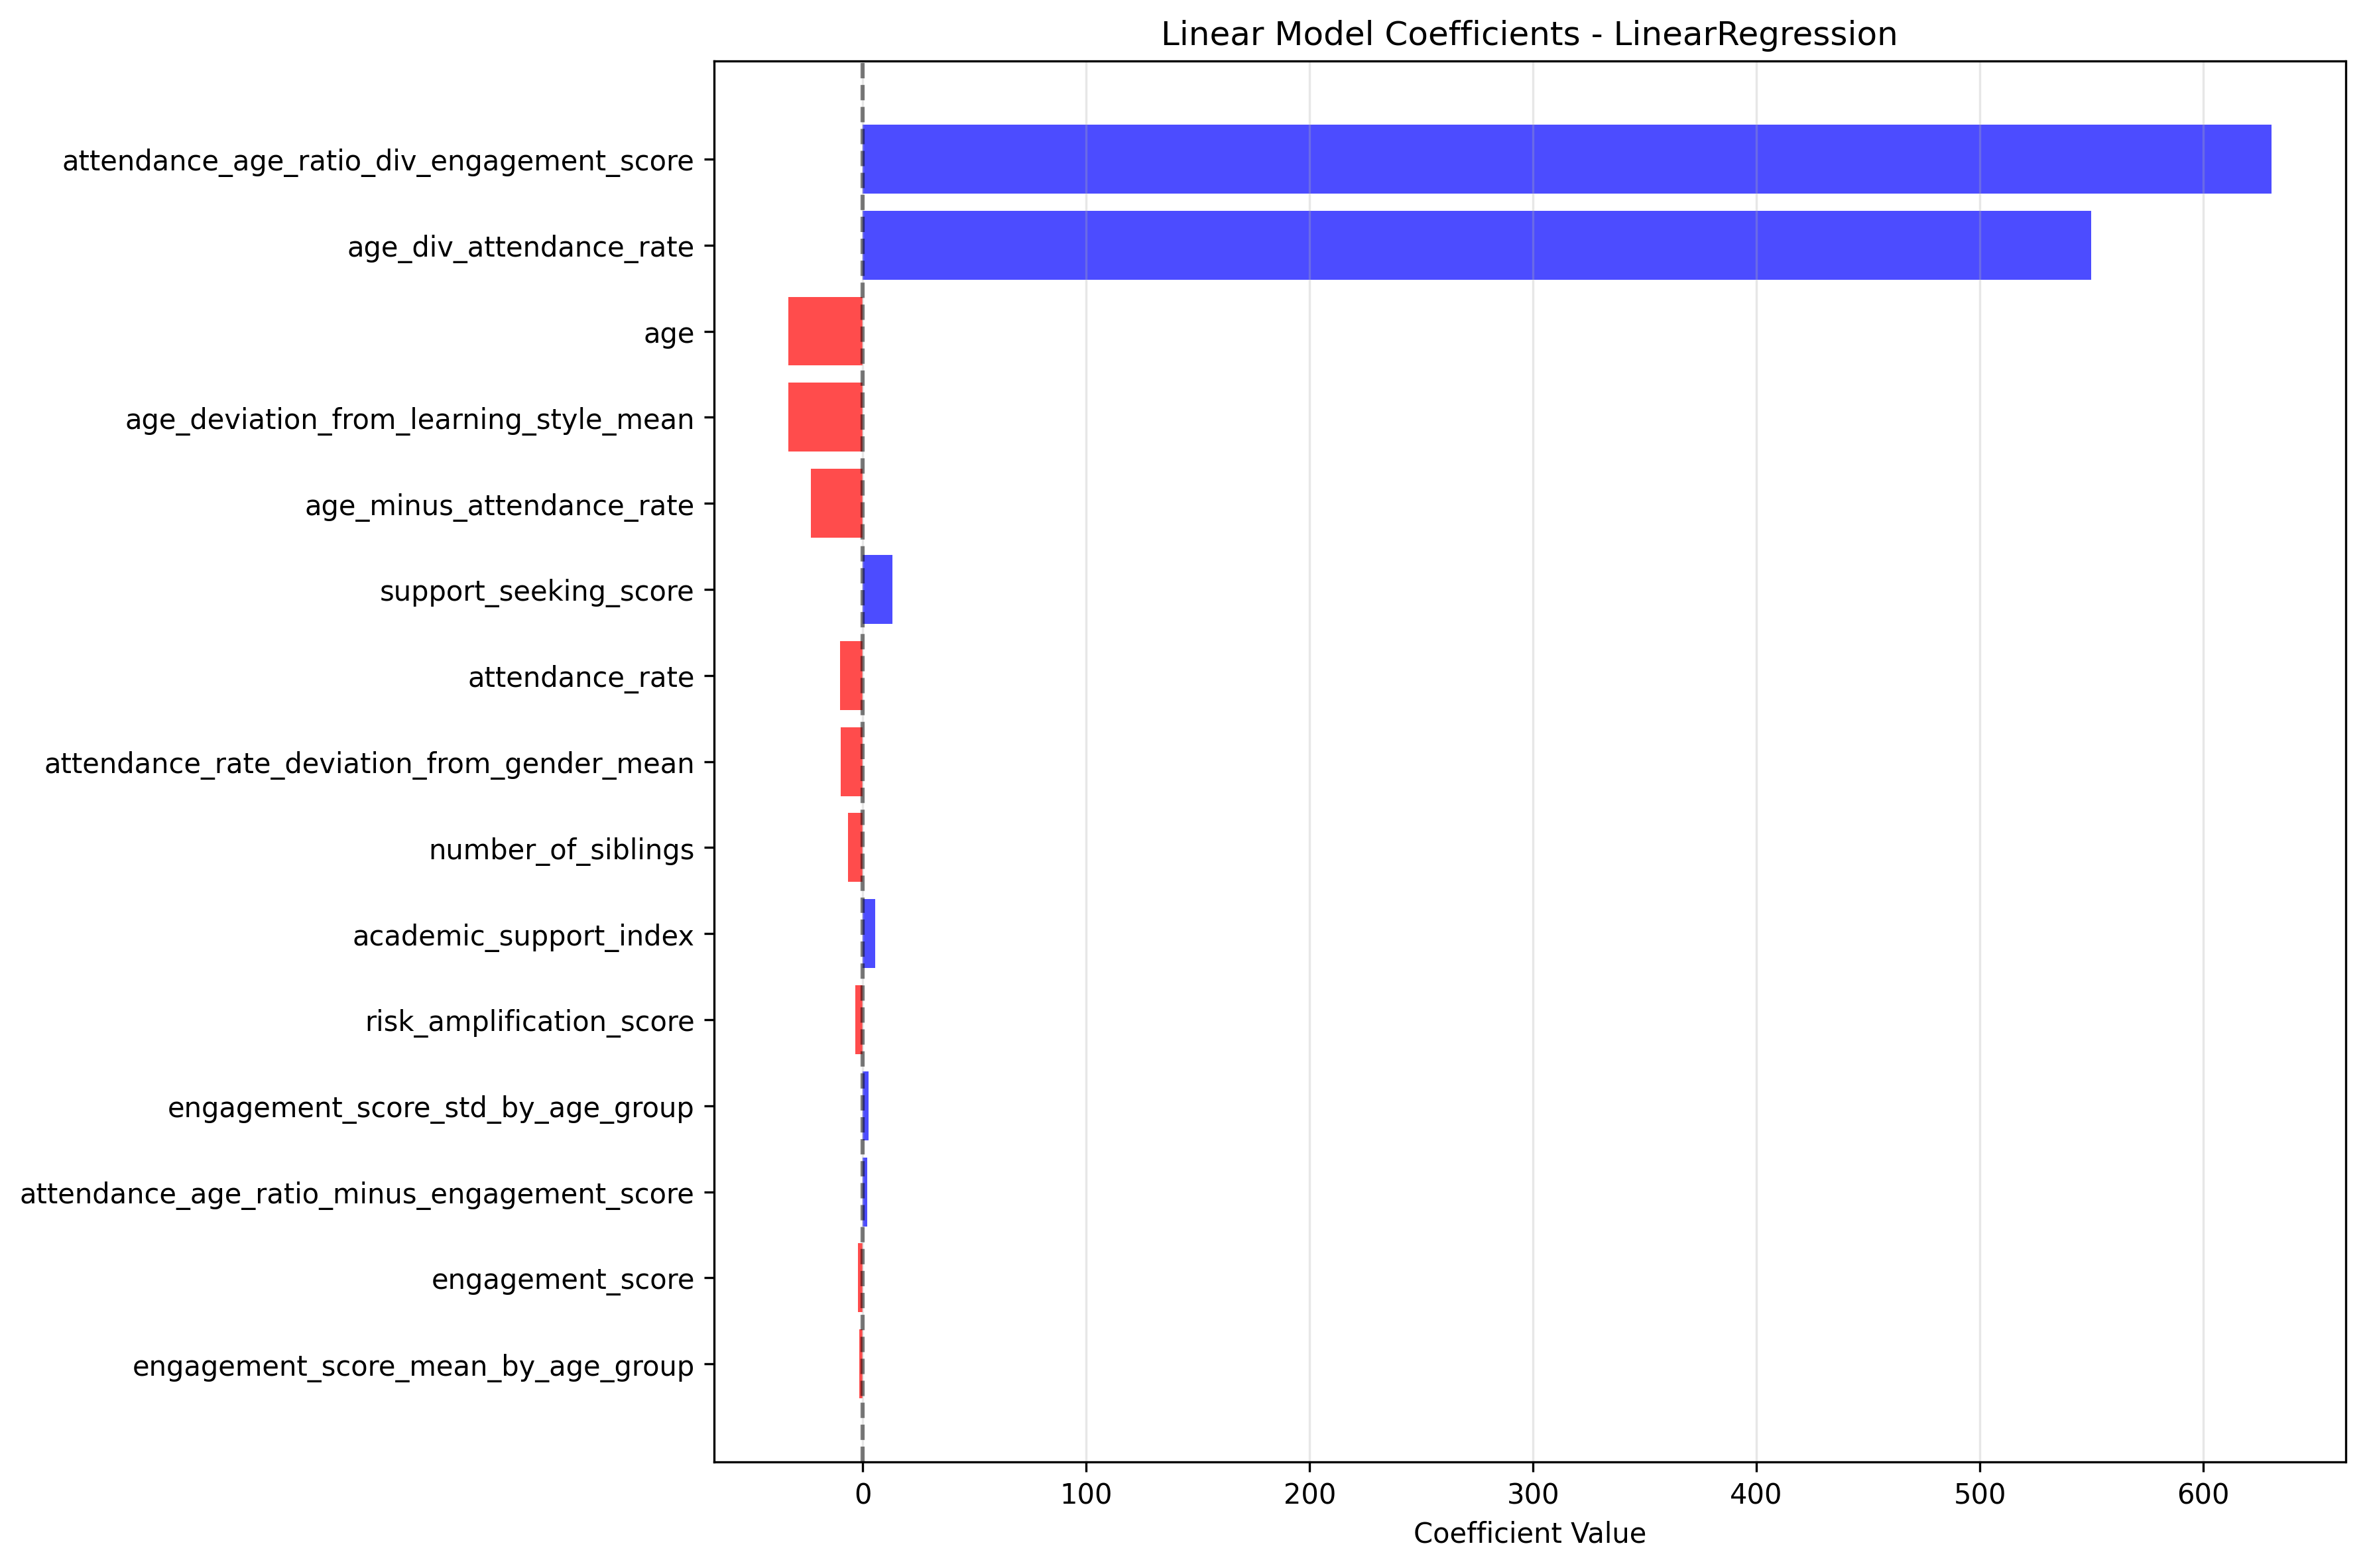 Linear Model Coefficients - LinearRegression
attendance_age_ratio_div_engagement_score
age_div_attendance_rate
age
age_deviation_from_learning_style_mean
age_minus_attendance_rate
support_seeking_score
attendance_rate
attendance_rate_deviation_from_gender_mean
number_of_siblings
academic_support_index
risk_amplification_score
engagement_score_std_by_age_group
attendance_age_ratio_minus_engagement_score
engagement_score
engagement_score_mean_by_age_group
0 100 200 300 400 500 600
Coefficient Value